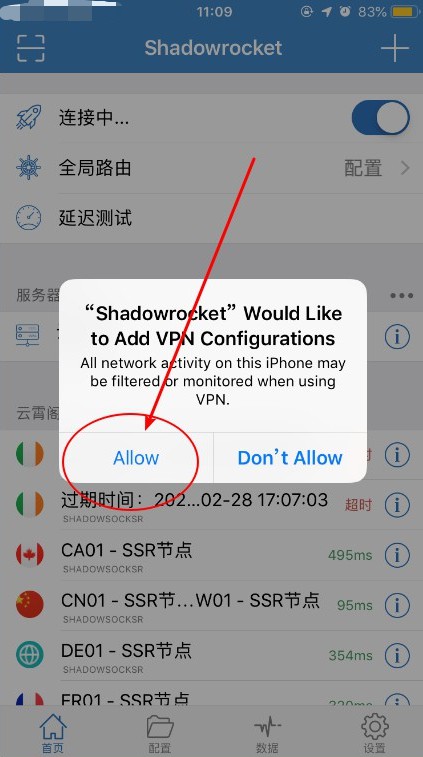 11:09
83%
Shadowrocket
连接中...
全局路由
配置
延迟测试
服务器
“Shadowrocket” Would Like
to Add VPN Configurations
All network activity on this iPhone may
be filtered or monitored when using
VPN.
Allow
Don’t Allow
云霄阁
过期时间：202...02-28 17:07:03
超时
SHADOWSOCKSR
CA01 - SSR节点
495ms
SHADOWSOCKSR
CN01 - SSR节...W01 - SSR节点
95ms
SHADOWSOCKSR
DE01 - SSR节点
354ms
SHADOWSOCKSR
FR01 - SSR节点
320ms
首页
配置
数据
设置